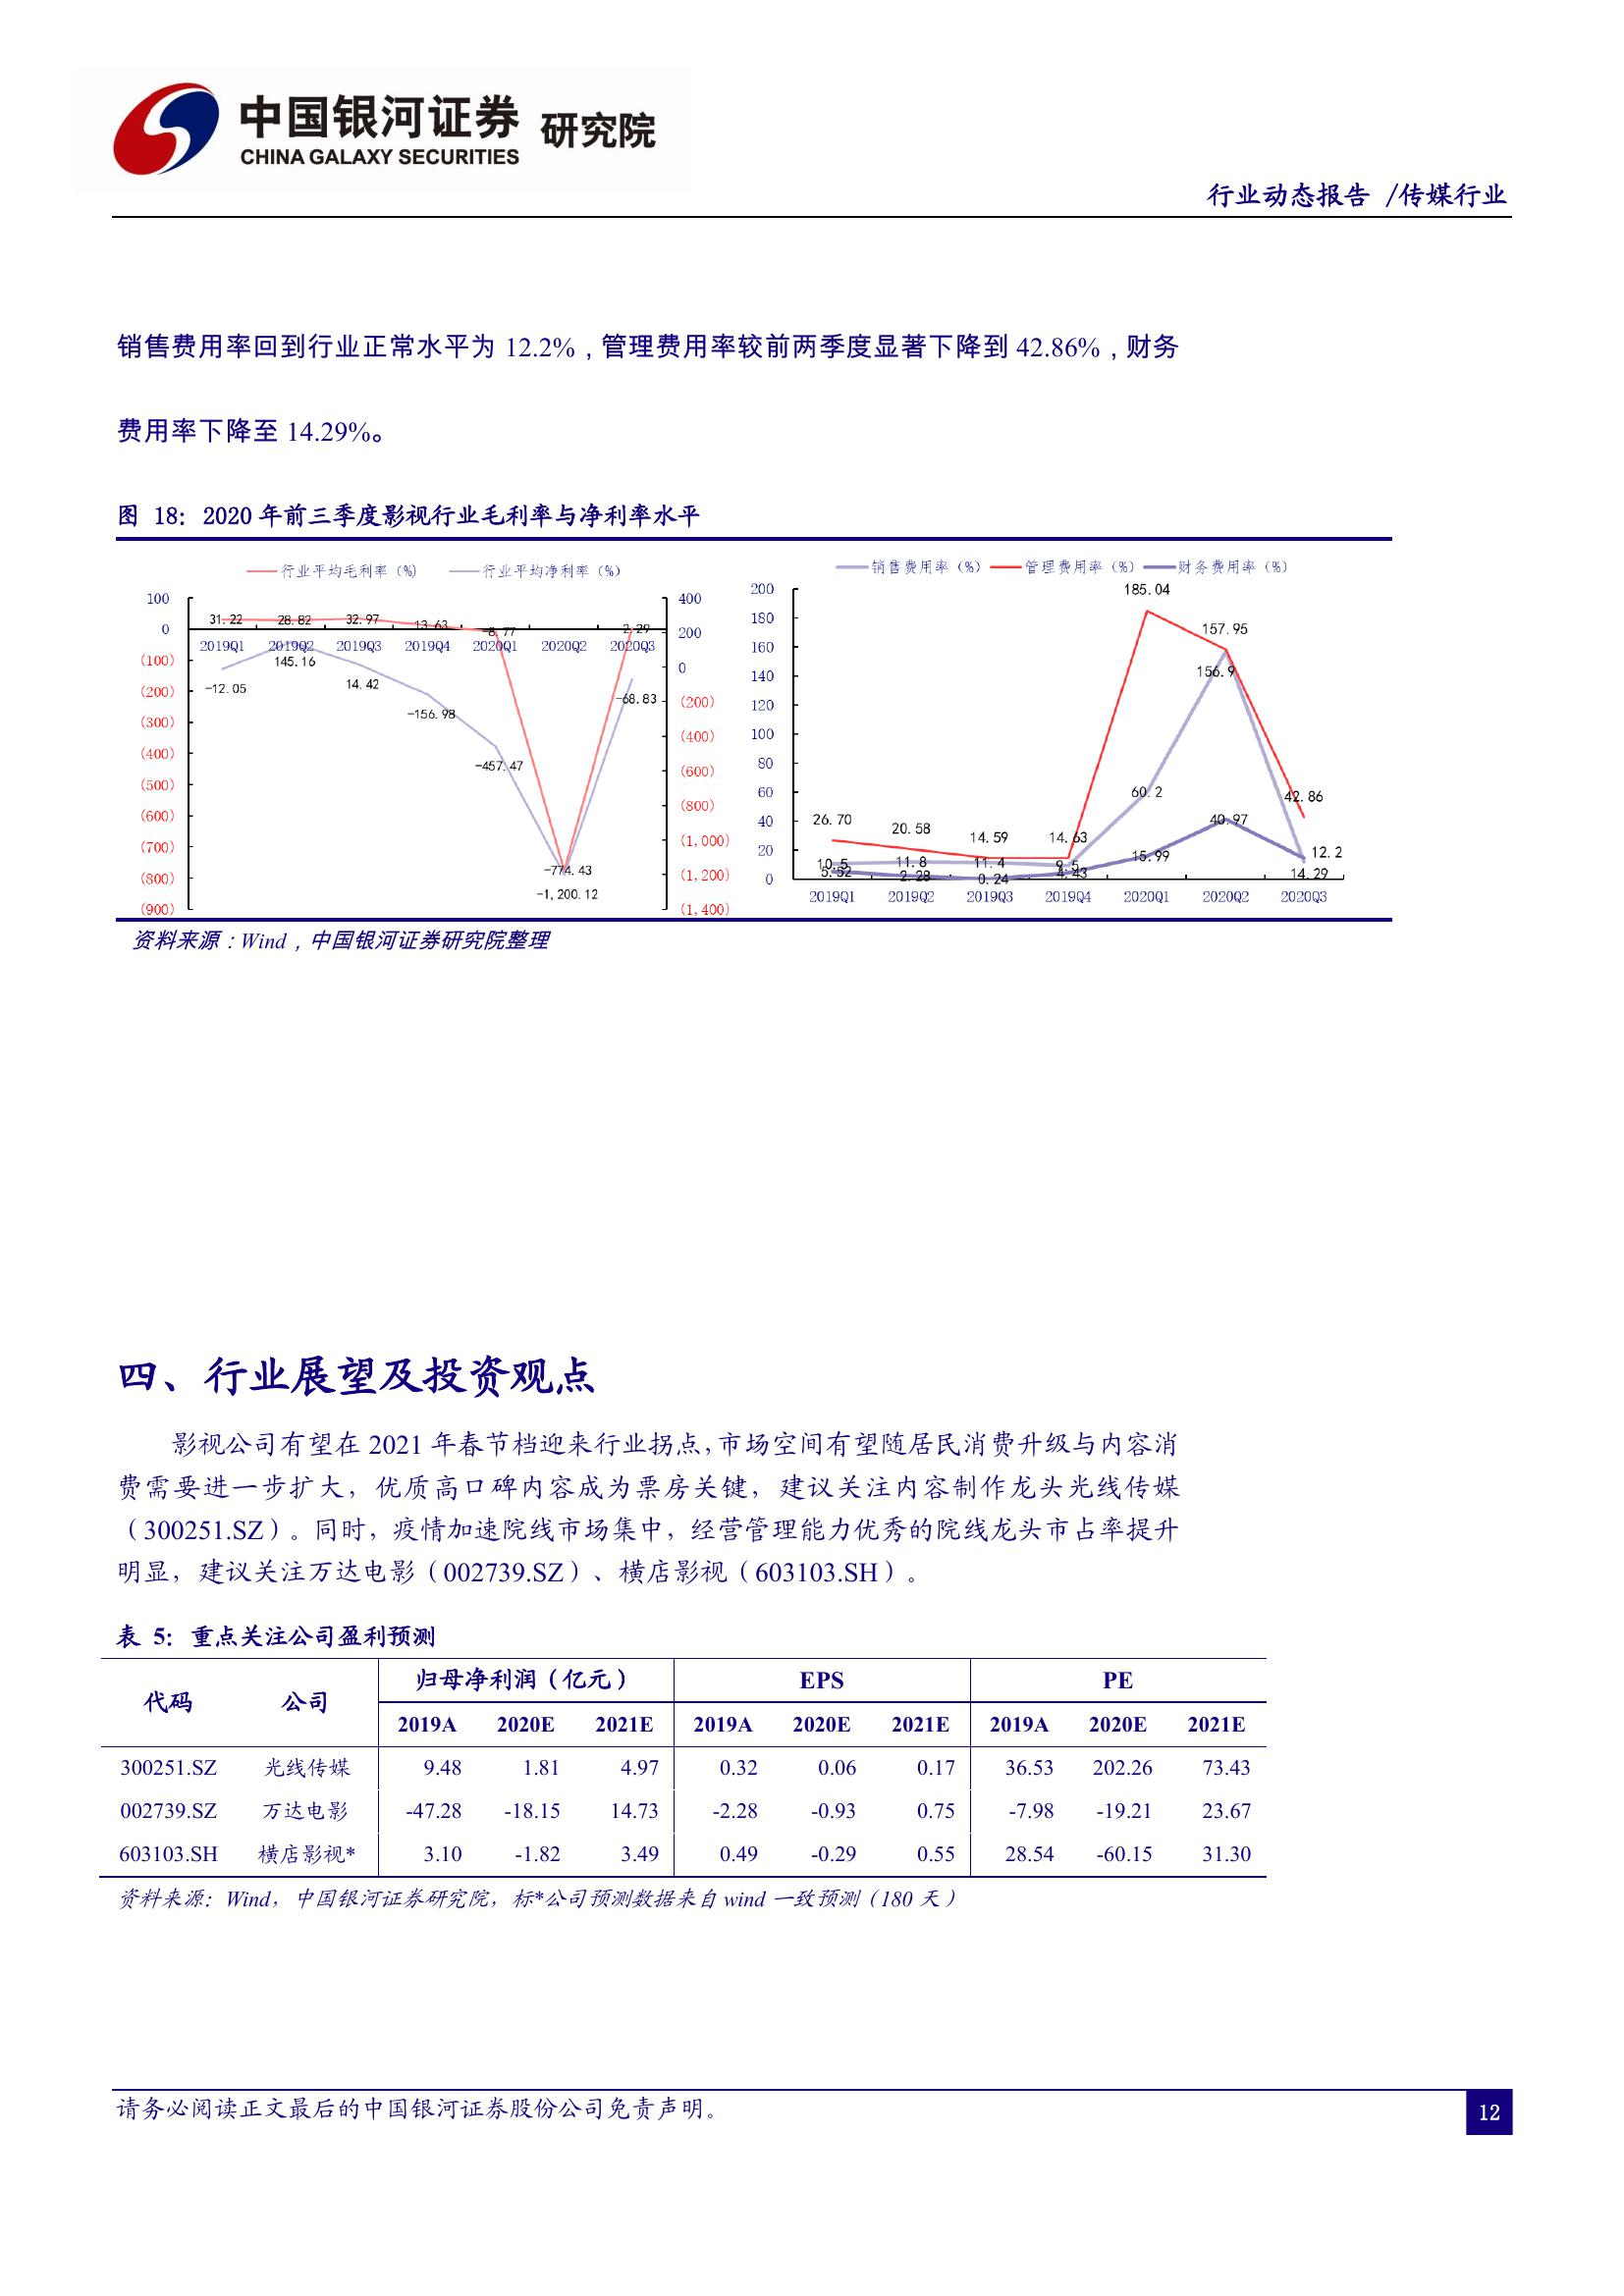 中国银河证券 研究院
CHINA GALAXY SECURITIES
行业动态报告 /传媒行业
销售费用率回到行业正常水平为 12.2%，管理费用率较前两季度显著下降到 42.86%，财务
费用率下降至 14.29%。
图 18：2020 年前三季度影视行业毛利率与净利率水平
行业平均毛利率（%） 行业平均净利率（%）
100
0
(100)
(200)
(300)
(400)
(500)
(600)
(700)
(800)
(900)
31.22 28.82 32.97 13.63 -8.77 2.29
2019Q1 2019Q2 2019Q3 2019Q4 2020Q1 2020Q2 2020Q3
-12.05 145.16 14.42 -156.98 -457.47 -68.83
-774.43
-1,200.12
400
200
0
(200)
(400)
(600)
(800)
(1,000)
(1,200)
(1,400)
销售费用率（%） 管理费用率（%） 财务费用率（%）
200
180
160
140
120
100
80
60
40
20
0
185.04
157.95
156.9
60.2
42.86
26.70 20.58 14.59 14.63
40.97
10.5 11.8 11.4 9.5 12.2
5.52 2.28 0.24 4.43 15.99 14.29
2019Q1 2019Q2 2019Q3 2019Q4 2020Q1 2020Q2 2020Q3
资料来源：Wind，中国银河证券研究院整理
四、行业展望及投资观点
影视公司有望在 2021 年春节档迎来行业拐点，市场空间有望随居民消费升级与内容消
费需要进一步扩大，优质高口碑内容成为票房关键，建议关注内容制作龙头光线传媒
（300251.SZ）。同时，疫情加速院线市场集中，经营管理能力优秀的院线龙头市占率提升
明显，建议关注万达电影（002739.SZ）、横店影视（603103.SH）。
表 5：重点关注公司盈利预测
代码 公司 归母净利润（亿元） EPS PE
2019A 2020E 2021E 2019A 2020E 2021E 2019A 2020E 2021E
300251.SZ 光线传媒 9.48 1.81 4.97 0.32 0.06 0.17 36.53 202.26 73.43
002739.SZ 万达电影 -47.28 -18.15 14.73 -2.28 -0.93 0.75 -7.98 -19.21 23.67
603103.SH 横店影视* 3.10 -1.82 3.49 0.49 -0.29 0.55 28.54 -60.15 31.30
资料来源：Wind，中国银河证券研究院，标*公司预测数据来自 wind 一致预测（180 天）
请务必阅读正文最后的中国银河证券股份公司免责声明。
12